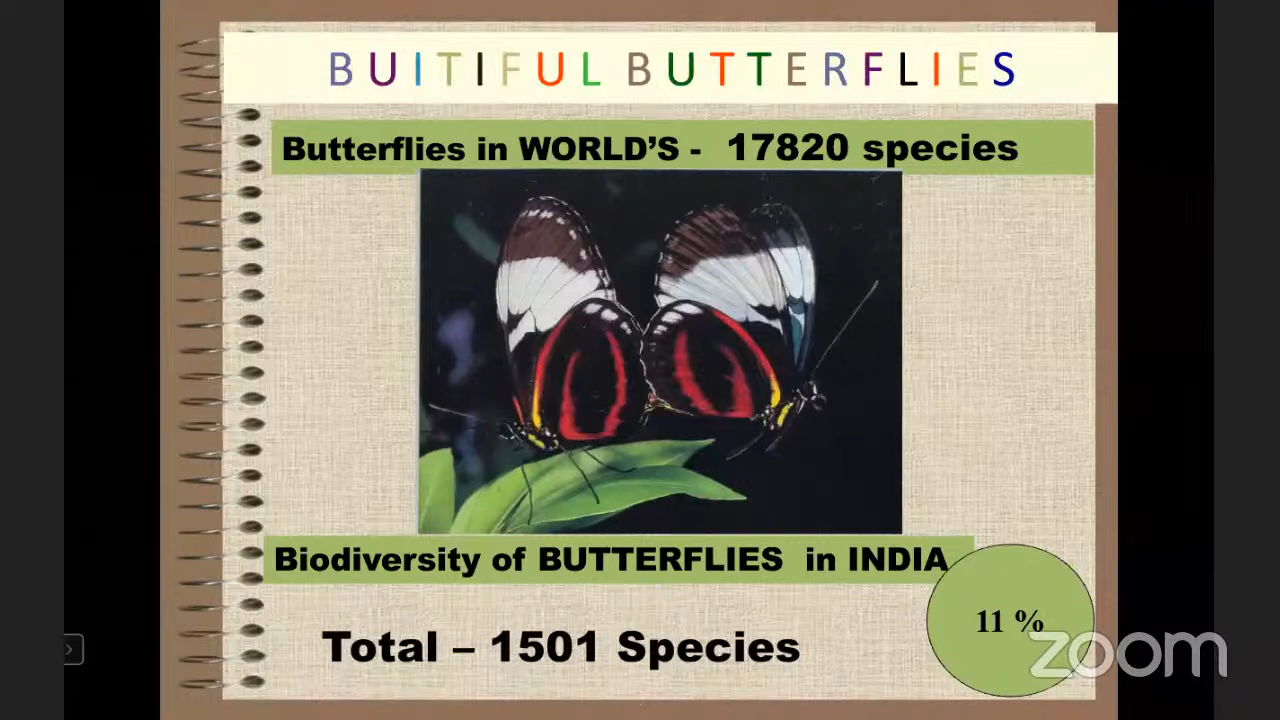 BUITIFUL BUTTERFLIES
Butterflies in WORLD’S - 17820 species
Biodiversity of BUTTERFLIES in INDIA
11 %
Total – 1501 Species
zoom